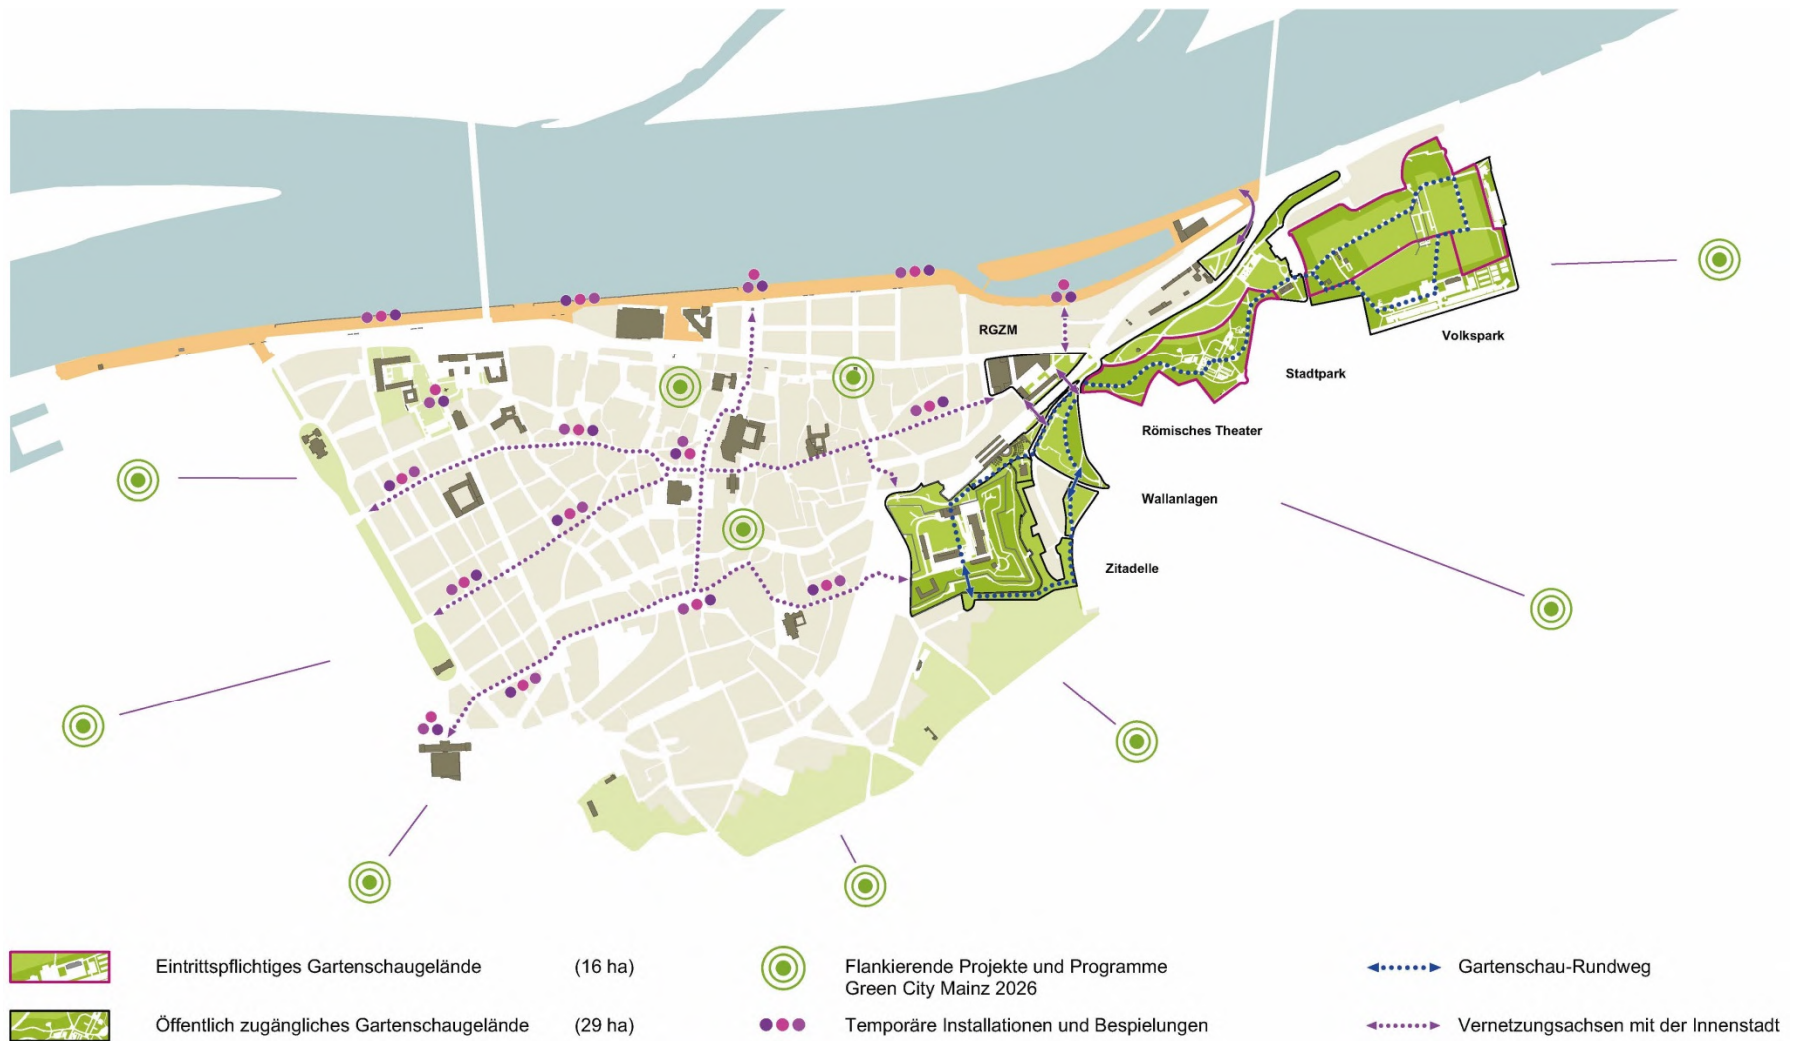 RGZM
Volkspark
Stadtpark
Römisches Theater
Wallanlagen
Zitadelle
Eintrittspflichtiges Gartenschaugelände (16 ha)
Öffentlich zugängliches Gartenschaugelände (29 ha)
Flankierende Projekte und Programme
Green City Mainz 2026
Temporäre Installationen und Bespielungen
Gartenschau-Rundweg
Vernetzungsachsen mit der Innenstadt